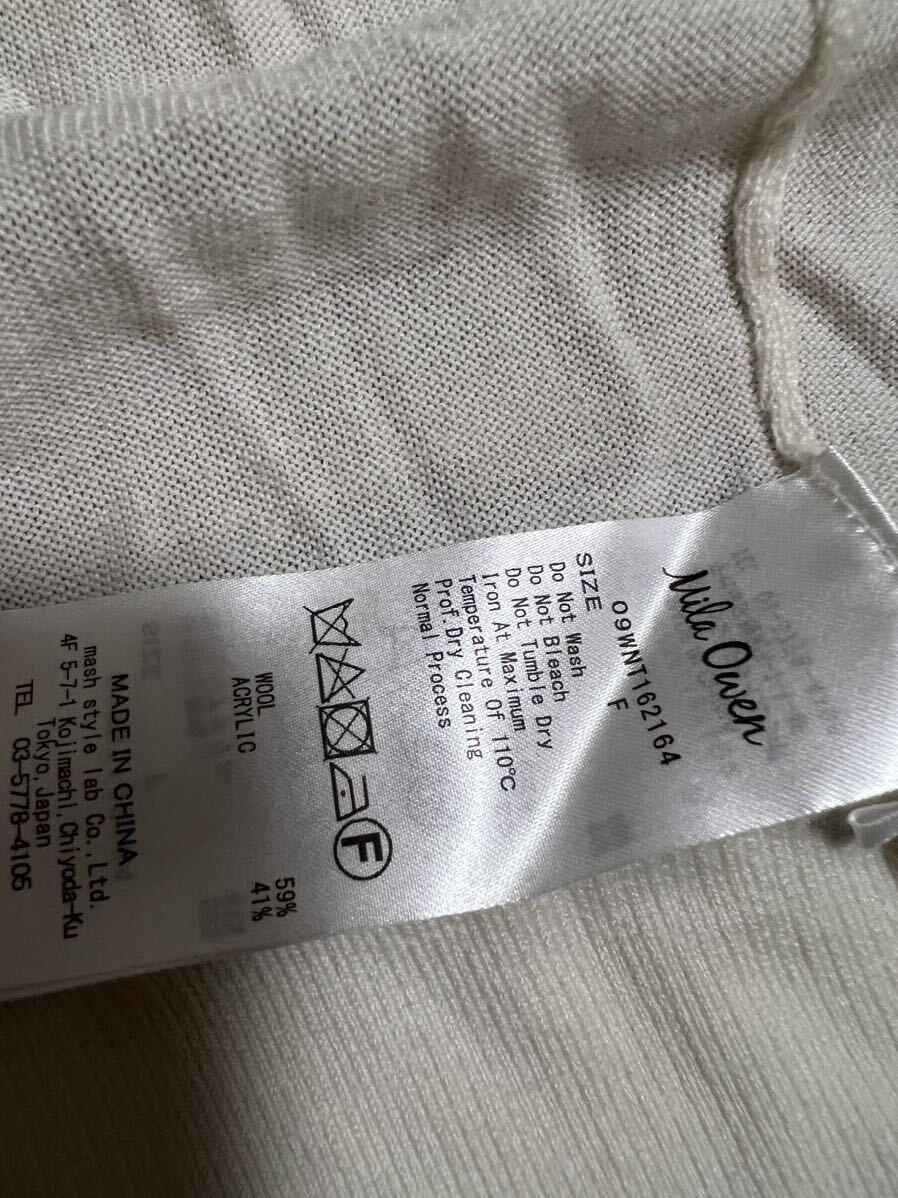 Mila Owen
09WNT162164
SIZE F
Do Not Wash.
Do Not Bleach
Do Not Tumble Dry
Iron At Maximum
Temperature Of 110℃
Prof.Dry Cleaning
Normal Process
F
WOOL 59%
ACRYLIC 41%
MADE IN CHINA
mash style lab Co.,Ltd.
4F 5-7-1 Kojimachi,Chiyoda-Ku
Tokyo,Japan
TEL 03-5778-4105